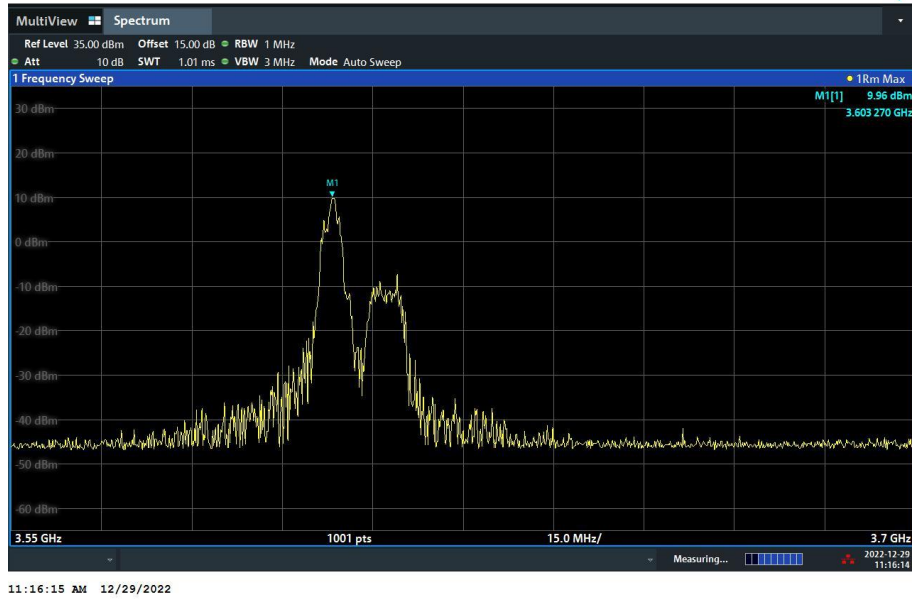 MultiView Spectrum
Ref Level 35.00 dBm Offset 15.00 dB RBW 1 MHz
Att 10 dB SWT 1.01 ms VBW 3 MHz Mode Auto Sweep
1 Frequency Sweep 1Rm Max
M1[1] 9.96 dBm
3.603 270 GHz
30 dBm
20 dBm
M1
10 dBm
0 dBm
-10 dBm
-20 dBm
-30 dBm
-40 dBm
-50 dBm
-60 dBm
3.55 GHz 1001 pts 15.0 MHz/ 3.7 GHz
Measuring... 2022-12-29
11:16:14
11:16:15 AM 12/29/2022